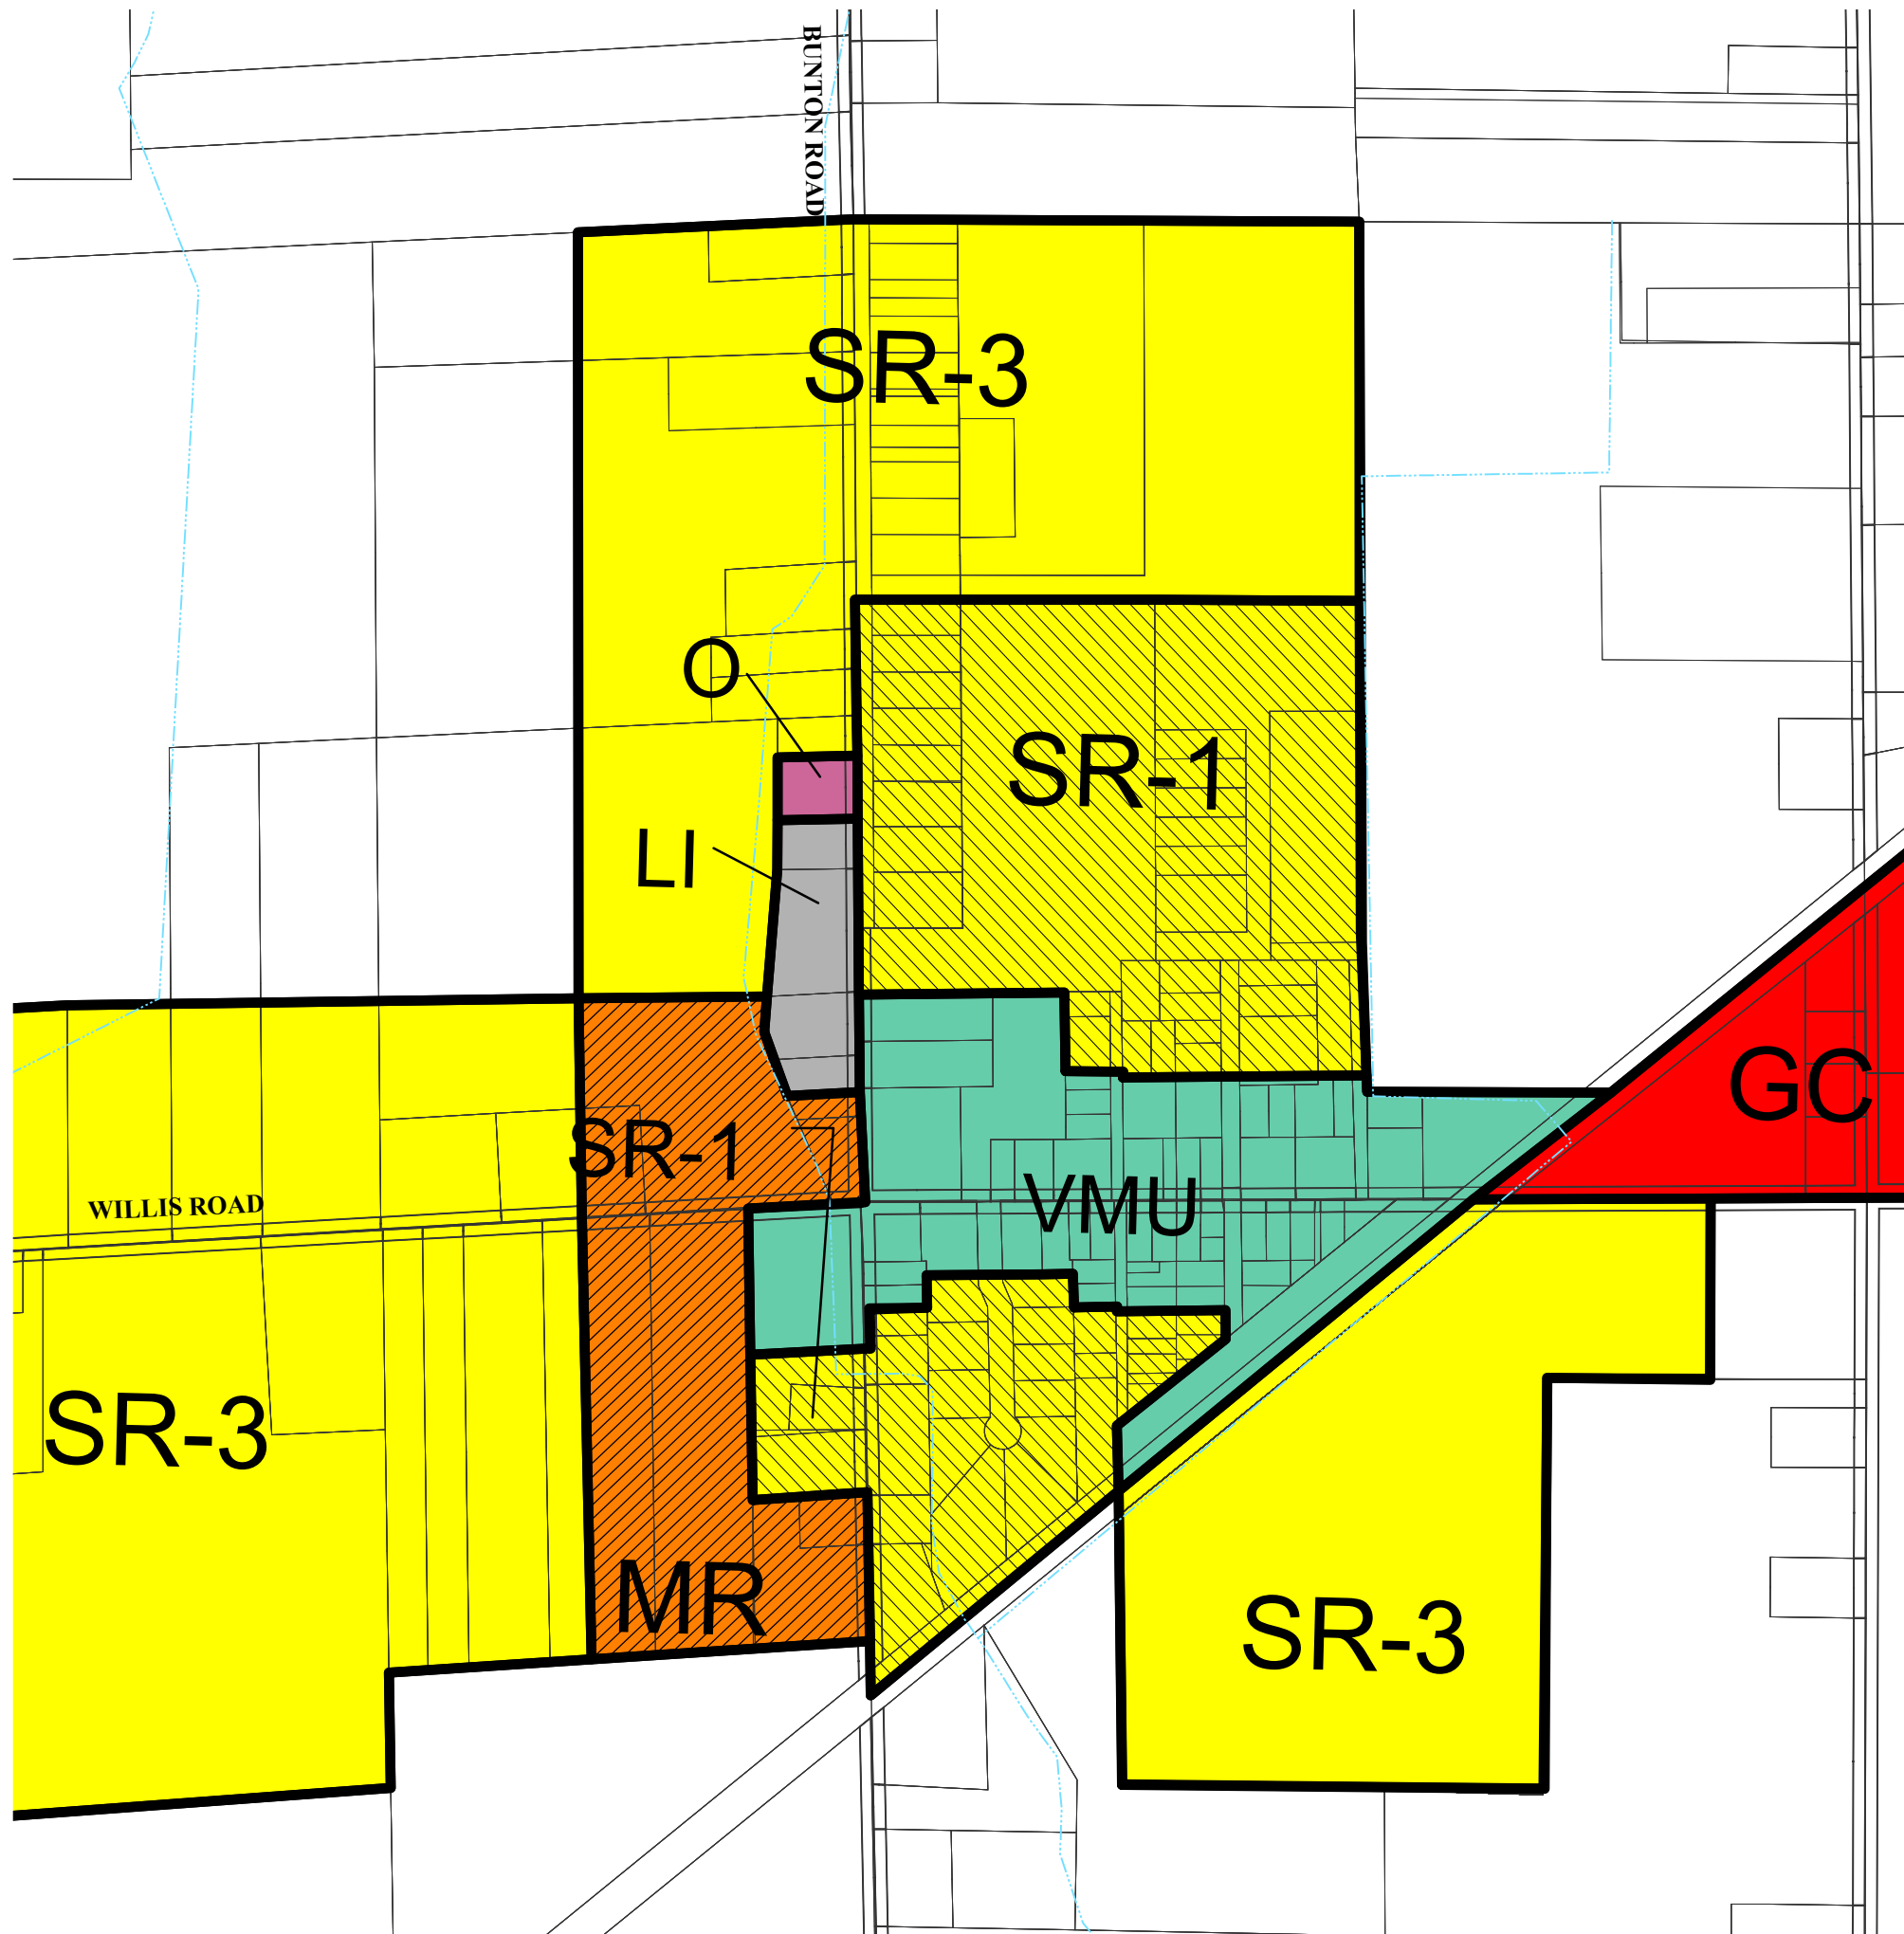 BUNTON ROAD
SR-3
O
SR-1
LI
GC
SR-1
VMU
WILLIS ROAD
SR-3
MR
SR-3